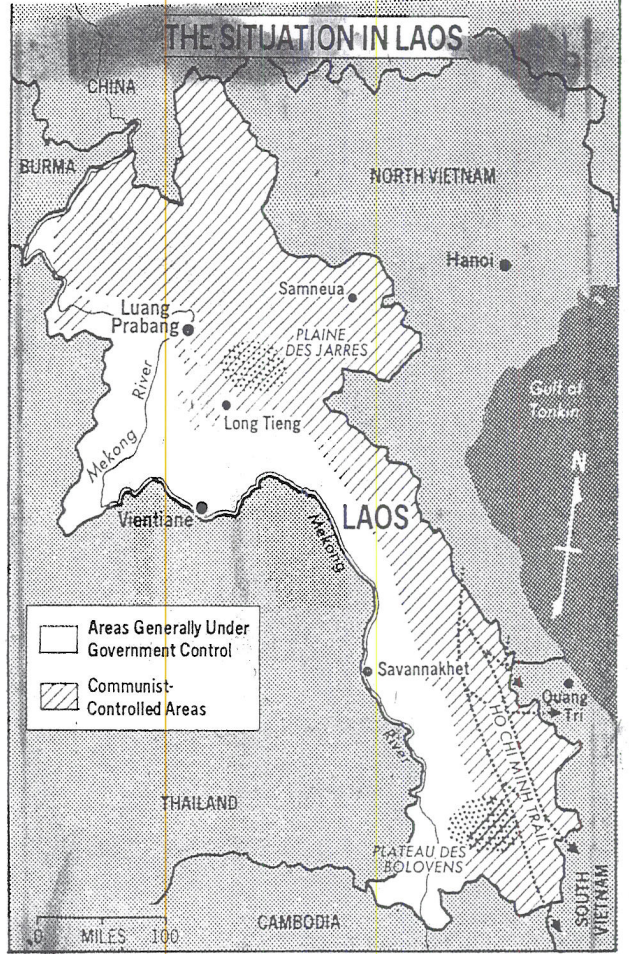 THE SITUATION IN LAOS
CHINA
BURMA
NORTH VIETNAM
Hanoi
Samneua
Luang
Prabang
PLAINE
DES JARRES
Gulf of
Tonkin
Long Tieng
Mekong River
N
Vientiane
LAOS
Mekong
Areas Generally Under
Government Control
Communist-
Controlled Areas
Savannakhet
Quang
Tri
River
HO CHI MINH TRAIL
THAILAND
PLATEAU DES
BOLOVENS
SOUTH
VIETNAM
CAMBODIA
0 MILES 100